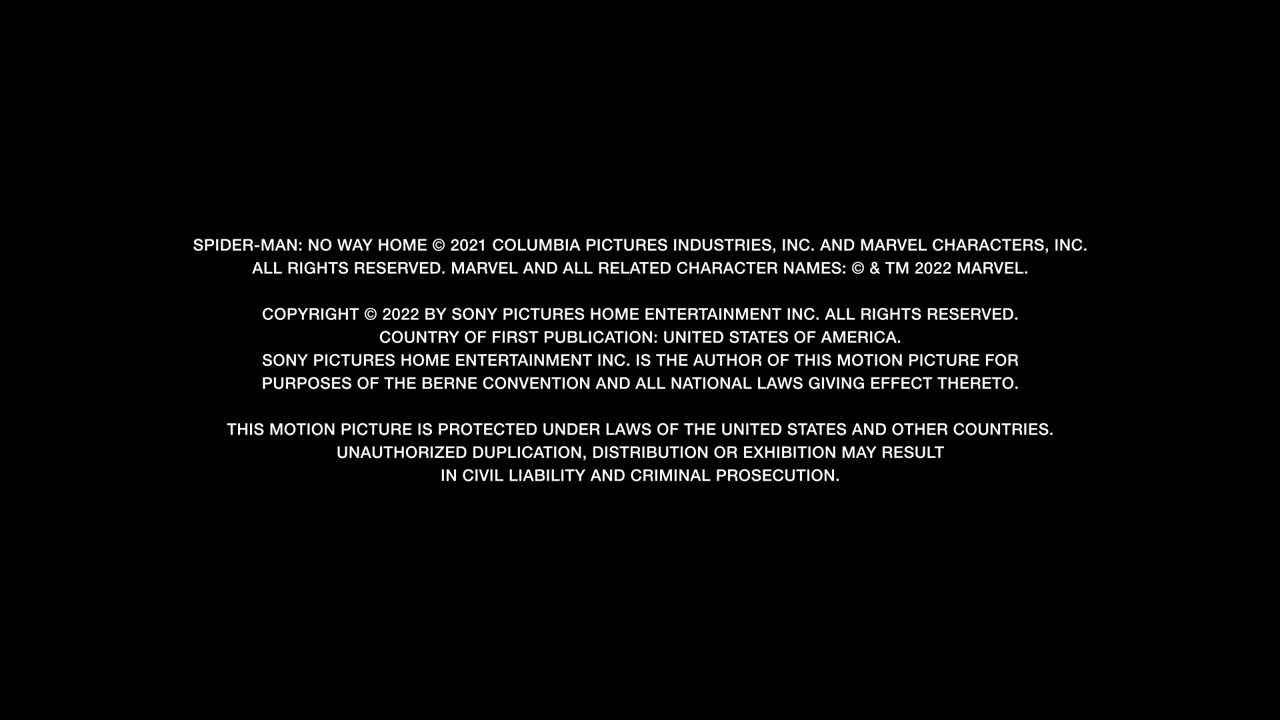 SPIDER-MAN: NO WAY HOME © 2021 COLUMBIA PICTURES INDUSTRIES, INC. AND MARVEL CHARACTERS, INC.
ALL RIGHTS RESERVED. MARVEL AND ALL RELATED CHARACTER NAMES: © & TM 2022 MARVEL.
COPYRIGHT © 2022 BY SONY PICTURES HOME ENTERTAINMENT INC. ALL RIGHTS RESERVED.
COUNTRY OF FIRST PUBLICATION: UNITED STATES OF AMERICA.
SONY PICTURES HOME ENTERTAINMENT INC. IS THE AUTHOR OF THIS MOTION PICTURE FOR
PURPOSES OF THE BERNE CONVENTION AND ALL NATIONAL LAWS GIVING EFFECT THERETO.
THIS MOTION PICTURE IS PROTECTED UNDER LAWS OF THE UNITED STATES AND OTHER COUNTRIES.
UNAUTHORIZED DUPLICATION, DISTRIBUTION OR EXHIBITION MAY RESULT
IN CIVIL LIABILITY AND CRIMINAL PROSECUTION.